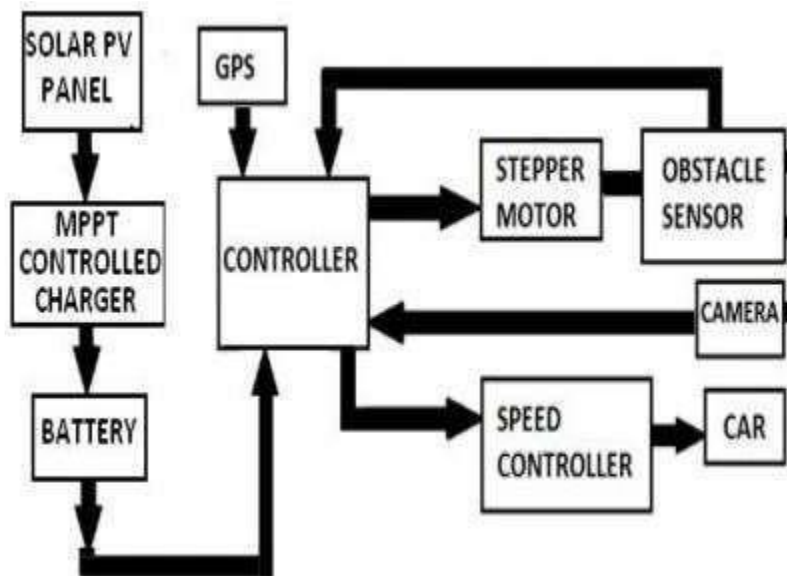 SOLAR PV
PANEL
GPS
STEPPER
MOTOR
OBSTACLE
SENSOR
MPPT
CONTROLLED
CHARGER
CONTROLLER
CAMERA
BATTERY
SPEED
CONTROLLER
CAR